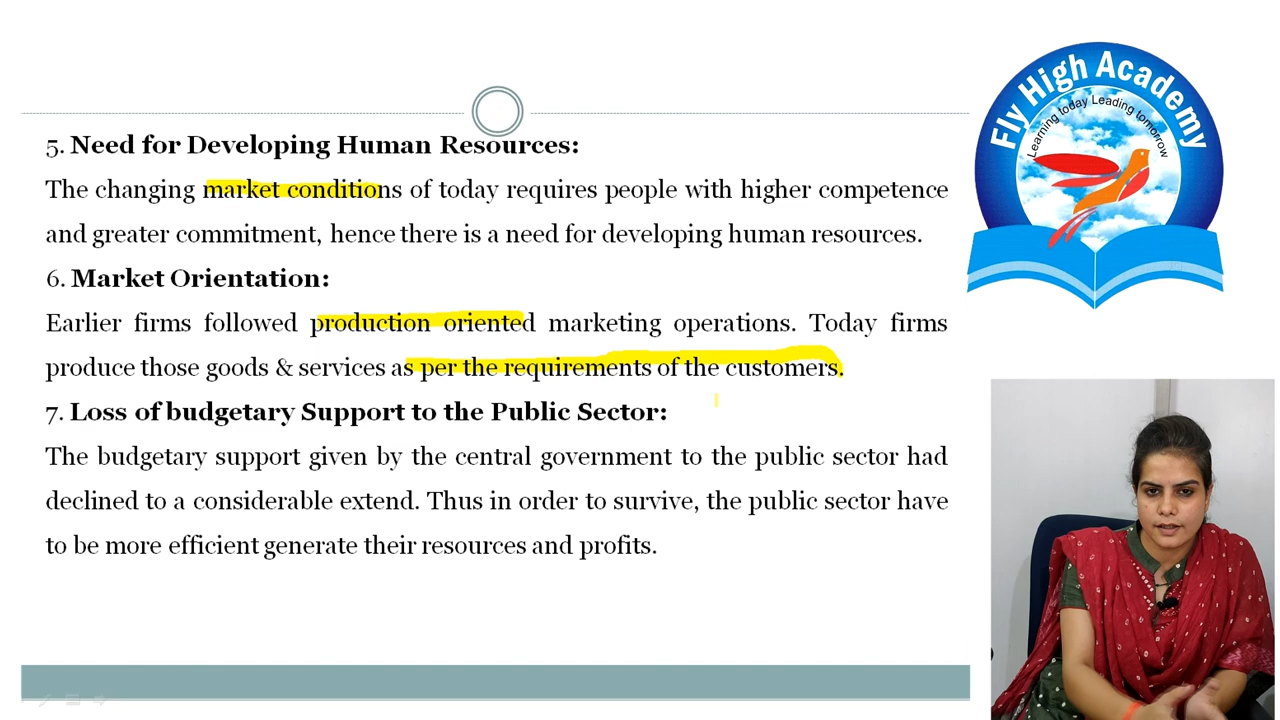 5. Need for Developing Human Resources:
The changing market conditions of today requires people with higher competence
and greater commitment, hence there is a need for developing human resources.
6. Market Orientation:
Earlier firms followed production oriented marketing operations. Today firms
produce those goods & services as per the requirements of the customers.
7. Loss of budgetary Support to the Public Sector:
The budgetary support given by the central government to the public sector had
declined to a considerable extend. Thus in order to survive, the public sector have
to be more efficient generate their resources and profits.
Fly High Academy
Learning today Leading tomorrow